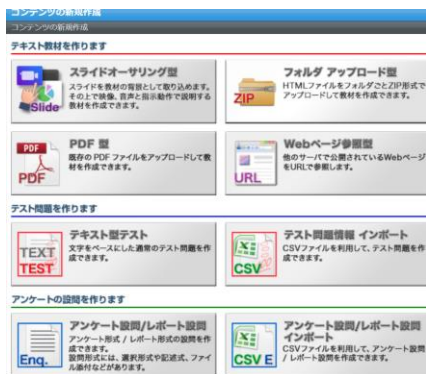 コンテンツの新規作成
コンテンツの新規作成
テキスト教材を作ります
スライドオーサリング型
スライドを教材の背景として取り込めます。
その上で映像、音声と指示動作で説明する
教材を作成できます。
Slide
フォルダ アップロード型
HTMLファイルをフォルダごとZIP形式で
アップロードして教材を作成できます。
ZIP
PDF 型
既存の PDF ファイルをアップロードして教
材を作成できます。
PDF
PDF
Webページ参照型
他のサーバで公開されているWebページ
をURLで参照します。
URL
テスト問題を作ります
テキスト型テスト
文字をベースにした通常のテスト問題を作
成できます。
TEXT
TEST
テスト問題情報 インポート
CSVファイルを利用して、テスト問題を作
成できます。
CSV
アンケートの設問を作ります
アンケート設問/レポート設問
アンケート形式 / レポート形式の設問を作
成できます。
設問形式には、選択形式や記述式、ファイ
ル添付などがあります。
Enq.
アンケート設問/レポート設問
インポート
CSVファイルを利用して、アンケート設問
/ レポート設問を作成できます。
CSV E